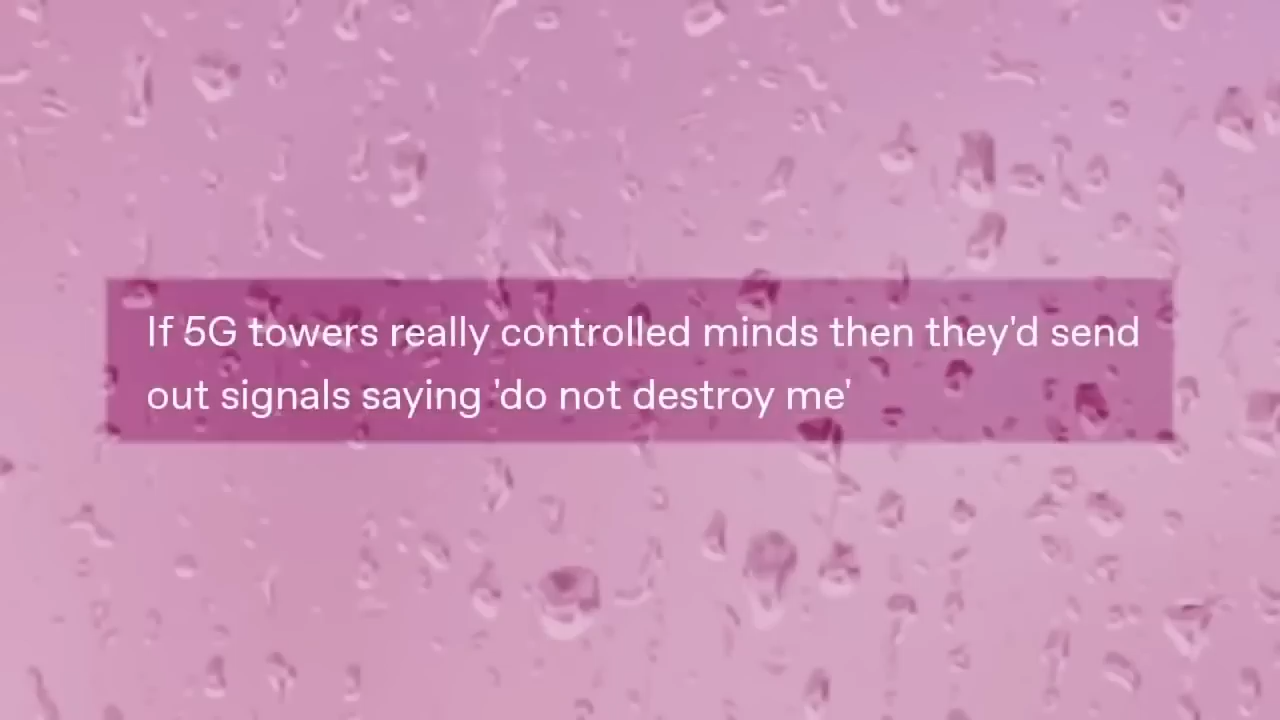 If 5G towers really controlled minds then they'd send
out signals saying 'do not destroy me'